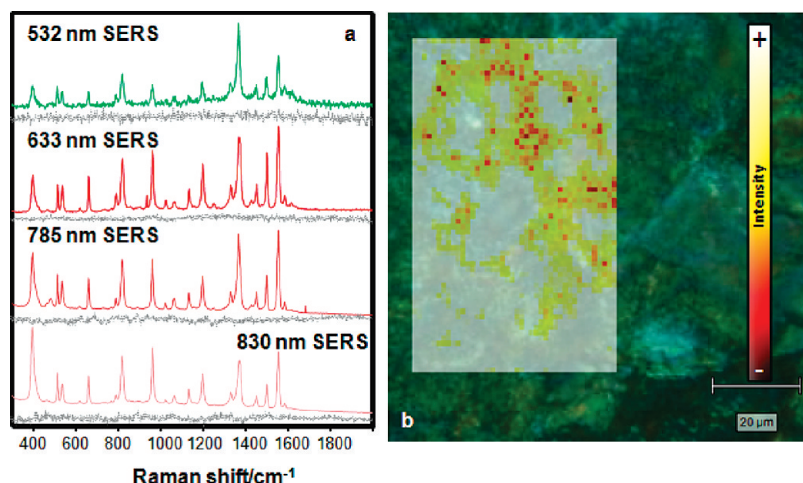 532 nm SERS
a
633 nm SERS
785 nm SERS
830 nm SERS
400 600 800 1000 1200 1400 1600 1800
Raman shift/cm-1
+
Intensity
-
20 µm
b